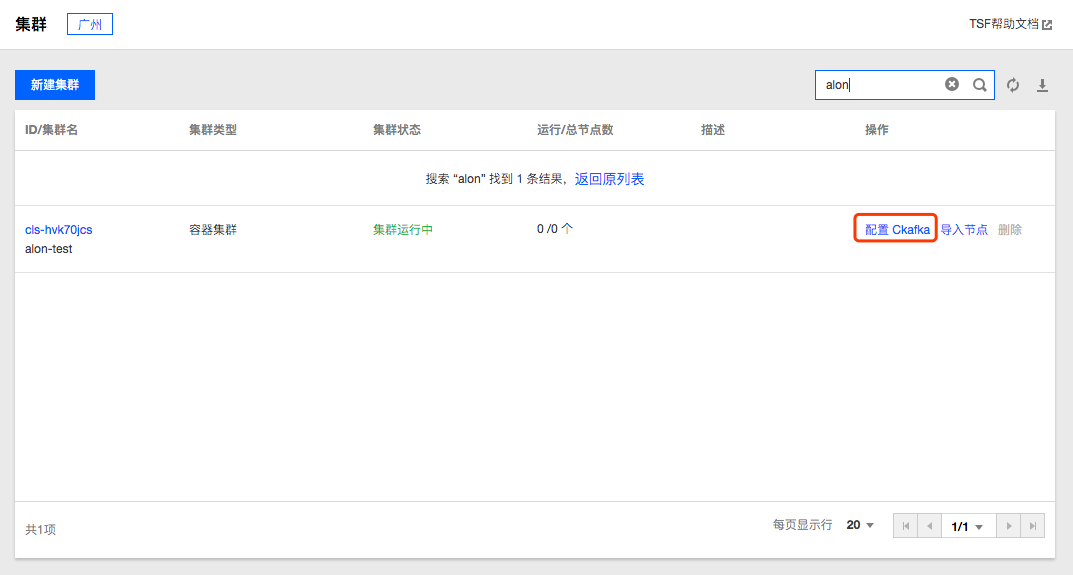 集群 广州 TSF帮助文档
新建集群 alon
ID/集群名 集群类型 集群状态 运行/总节点数 描述 操作
搜索 “alon” 找到 1 条结果，返回原列表
cls-hvk70jcs 容器集群 集群运行中 0 /0 个 配置 Ckafka 导入节点 删除
alon-test
共1项 每页显示行 20 1/1